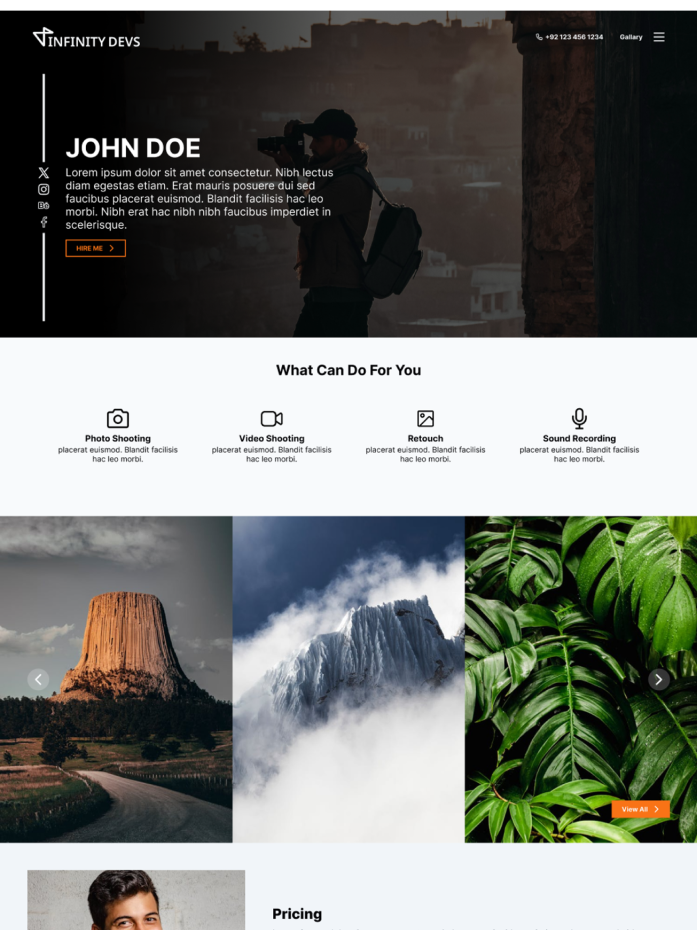 INFINITY DEVS
+92 123 456 1234
Gallary
JOHN DOE
Lorem ipsum dolor sit amet consectetur. Nibh lectus
diam egestas etiam. Erat mauris posuere dui sed
faucibus placerat euismod. Blandit facilisis hac leo
morbi. Nibh erat hac nibh nibh faucibus imperdiet in
scelerisque.
HIRE ME
What Can Do For You
Photo Shooting
placerat euismod. Blandit facilisis
hac leo morbi.
Video Shooting
placerat euismod. Blandit facilisis
hac leo morbi.
Retouch
placerat euismod. Blandit facilisis
hac leo morbi.
Sound Recording
placerat euismod. Blandit facilisis
hac leo morbi.
View All
Pricing